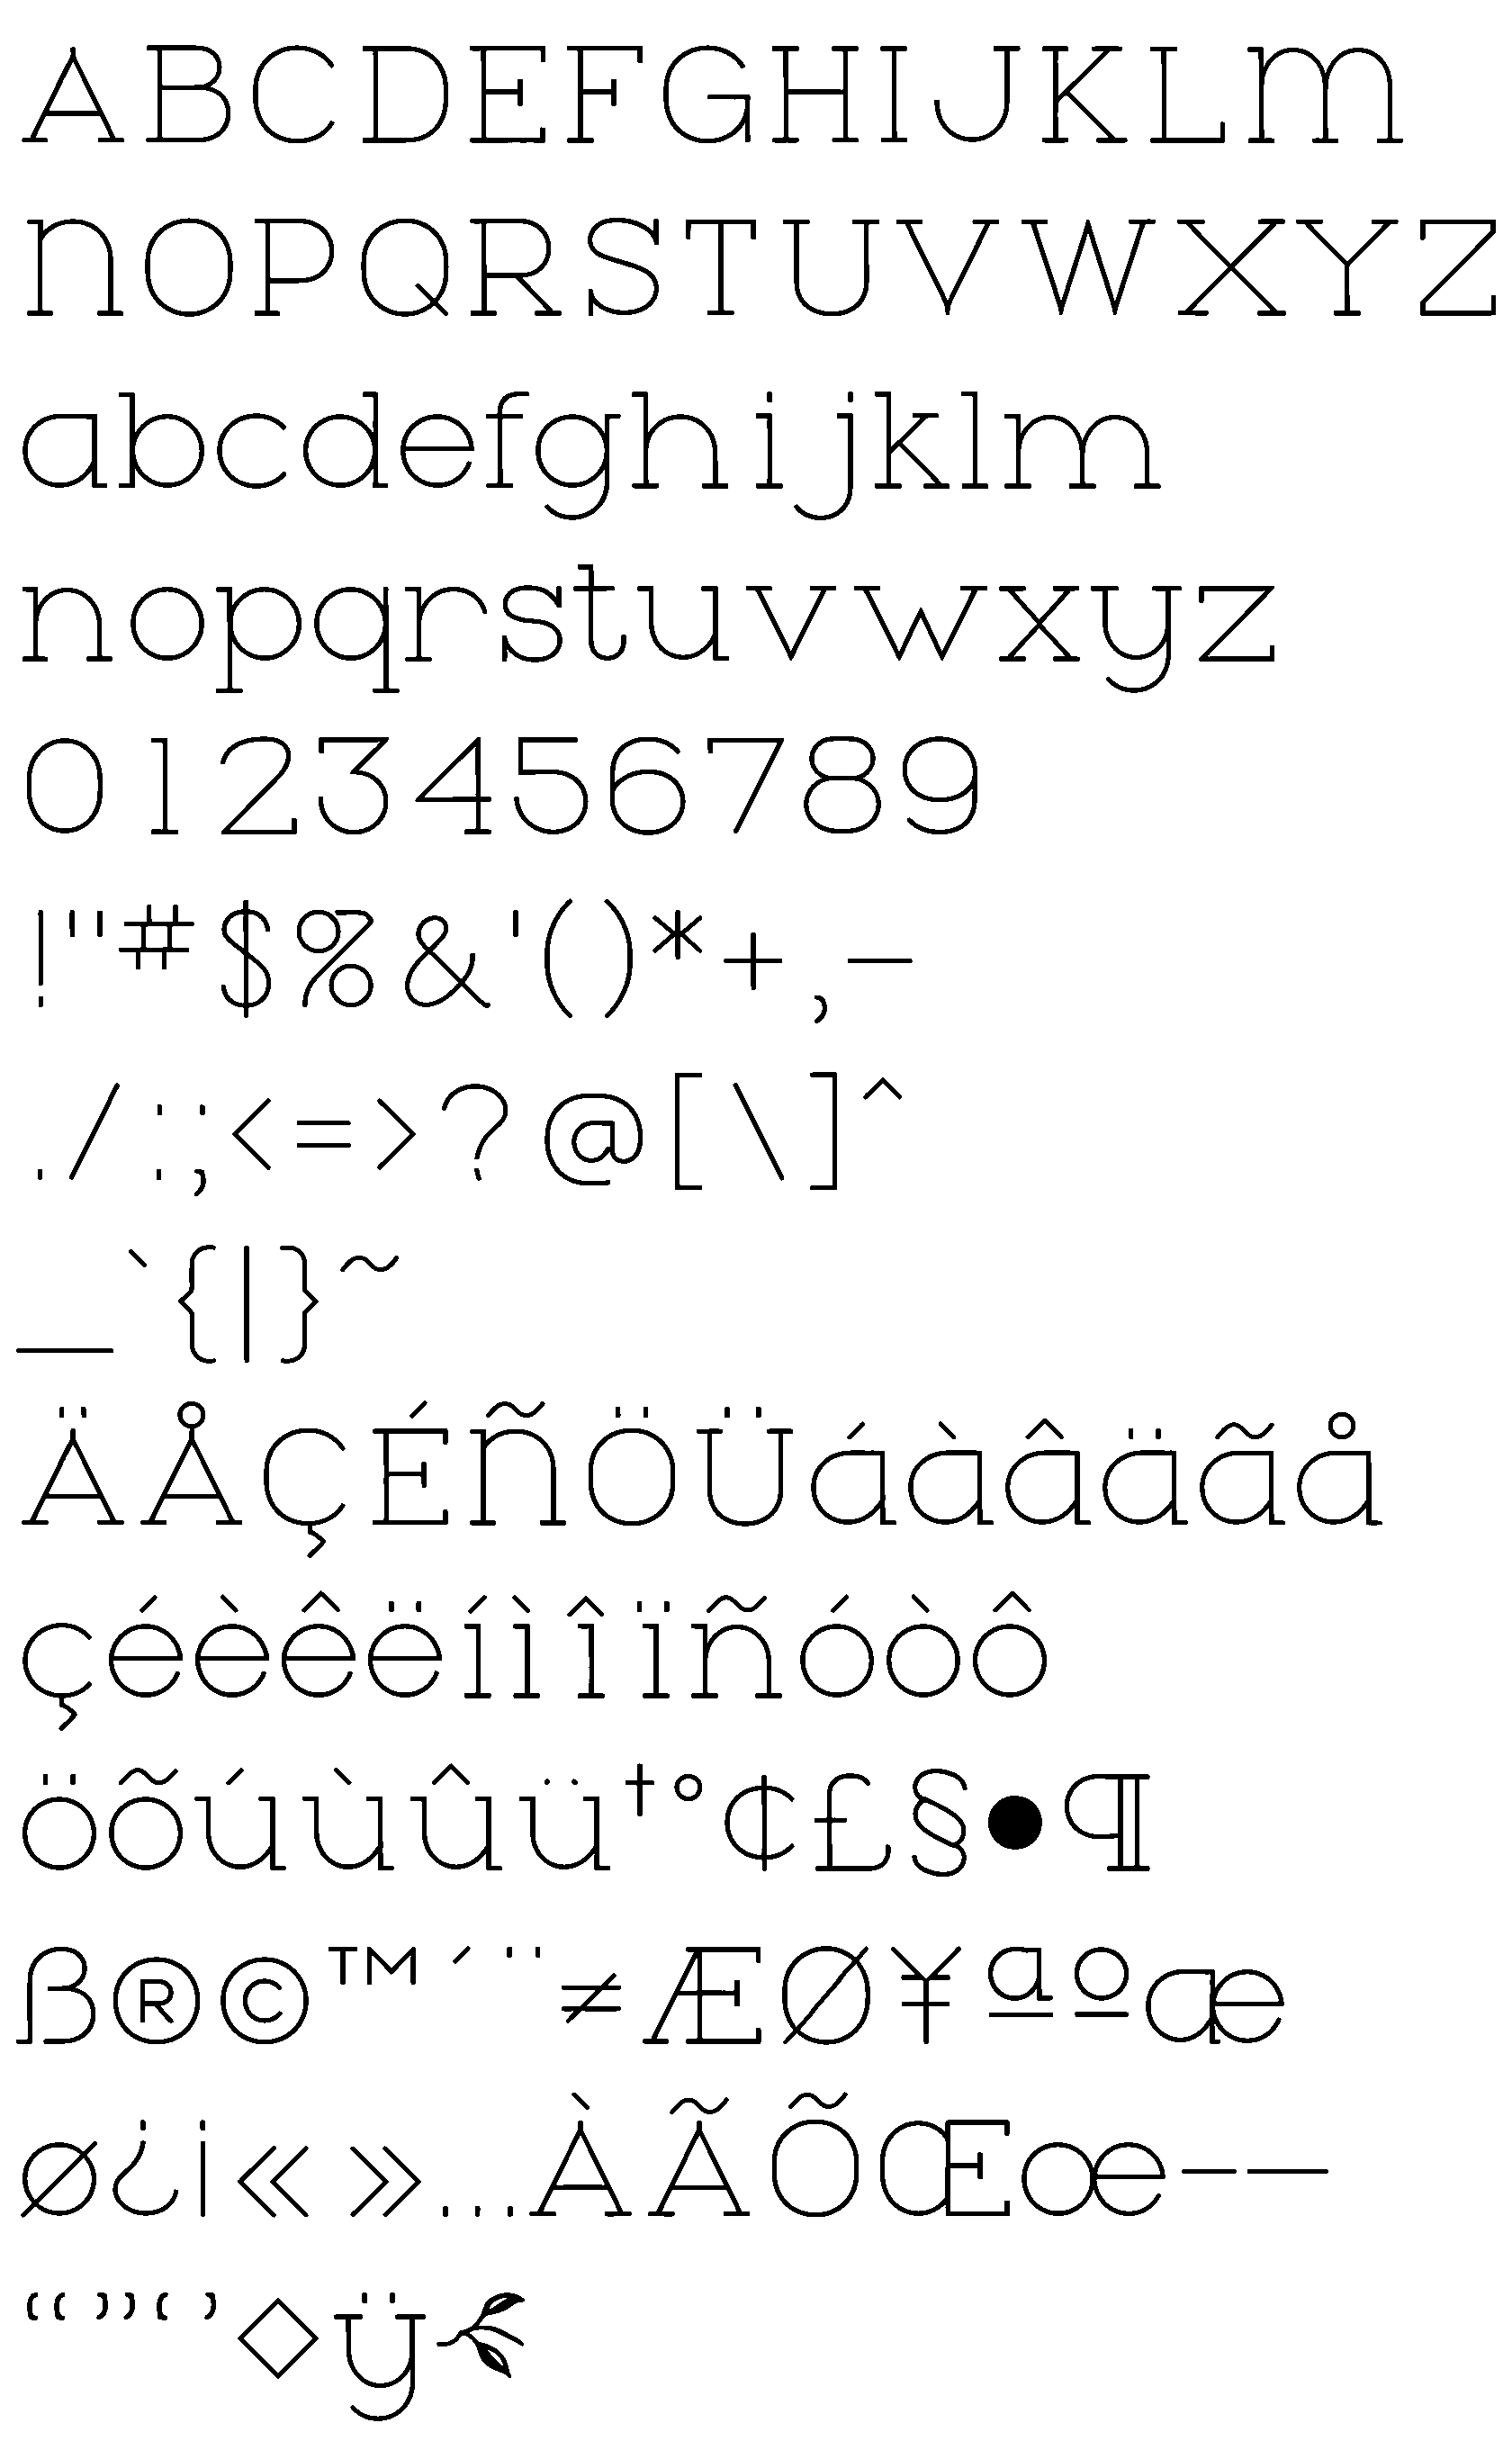 ABCDEFGHIJKLM
NOPQRSTUVWXYZ
abcdefghijklm
nopqrstuvwxyz
0123456789
!"#$%&'()*+,-
./:;<=>?@[\]^
_`{|}~
ÄÅÇÉÑÖÜáàâäãå
çéèêëíìîïñóòô
öõúùûü†°¢£§•¶
ß®©™´¨≠ÆØ¥ªºæ
ø¿¡«»…ÀÃÕŒœ–—
“”‘’◊ÿ